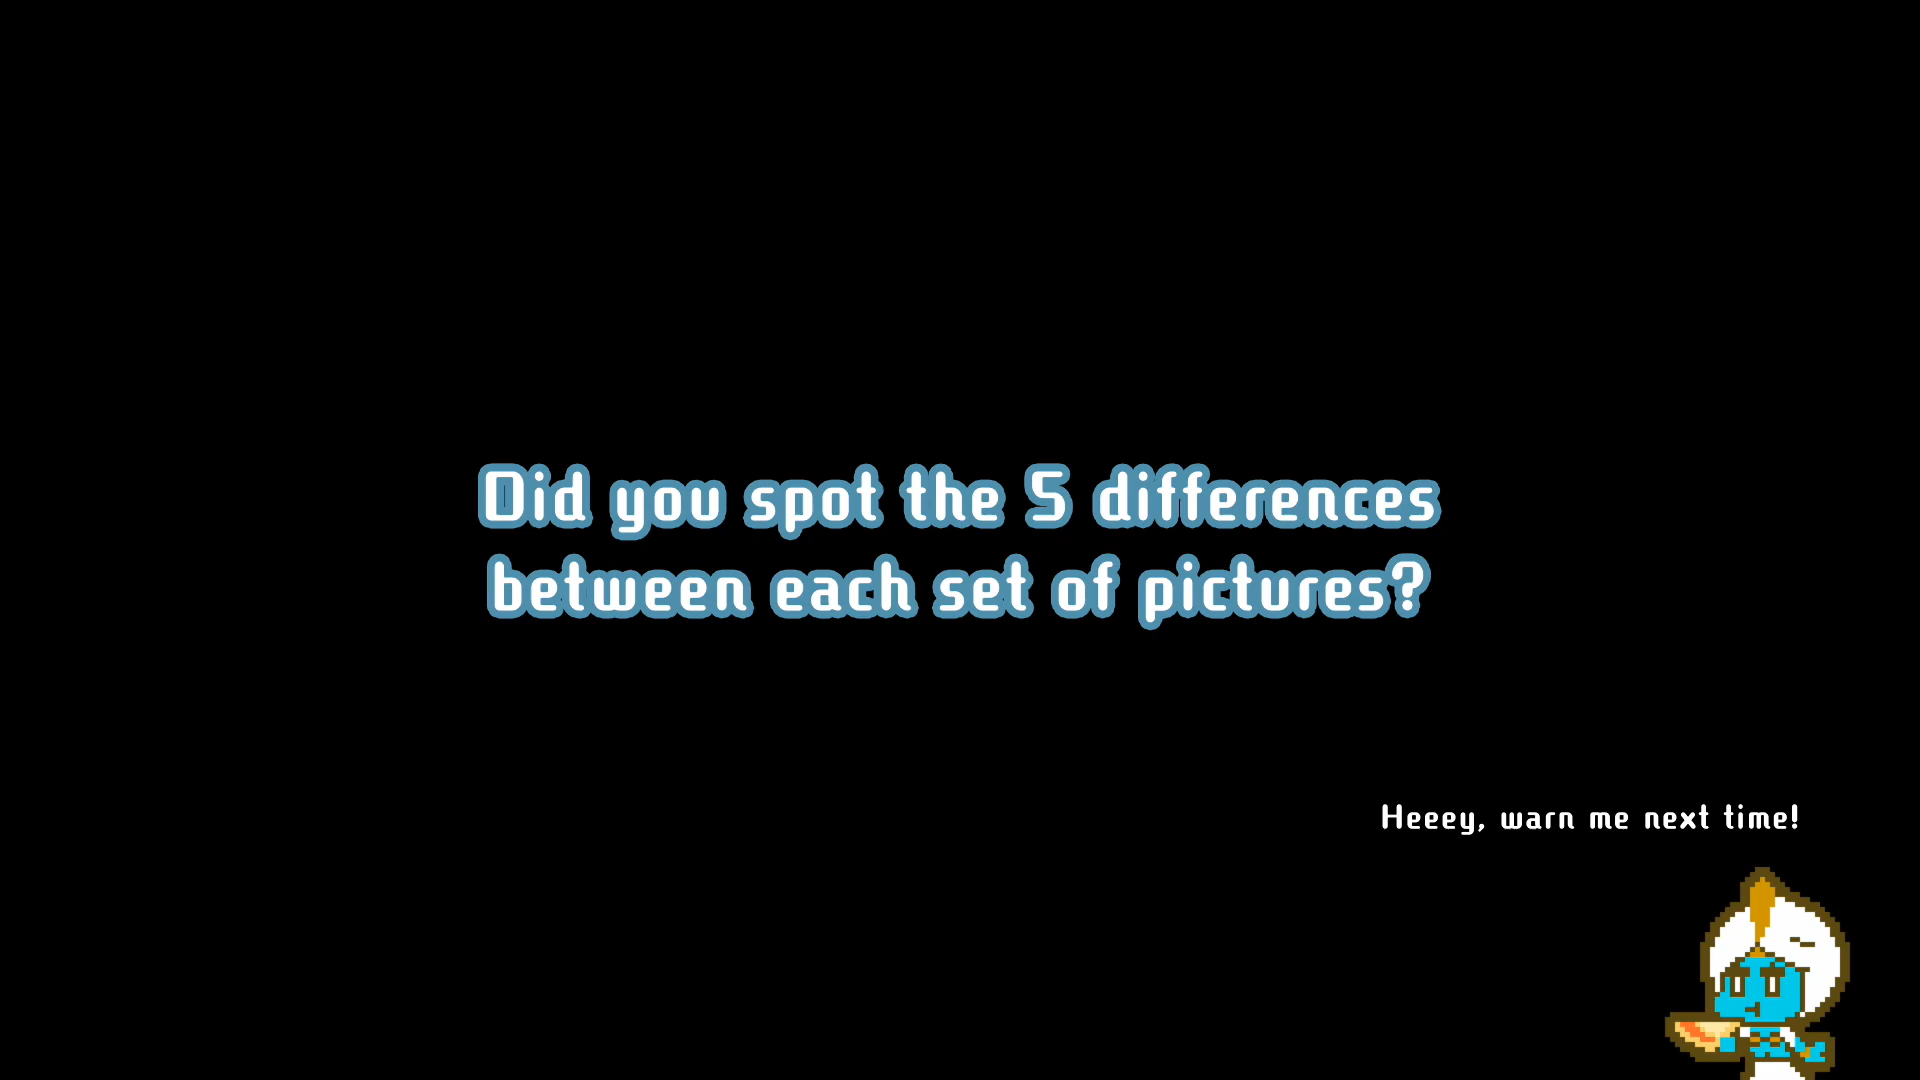 Did you spot the 5 differences
between each set of pictures?
Heeey, warn me next time!